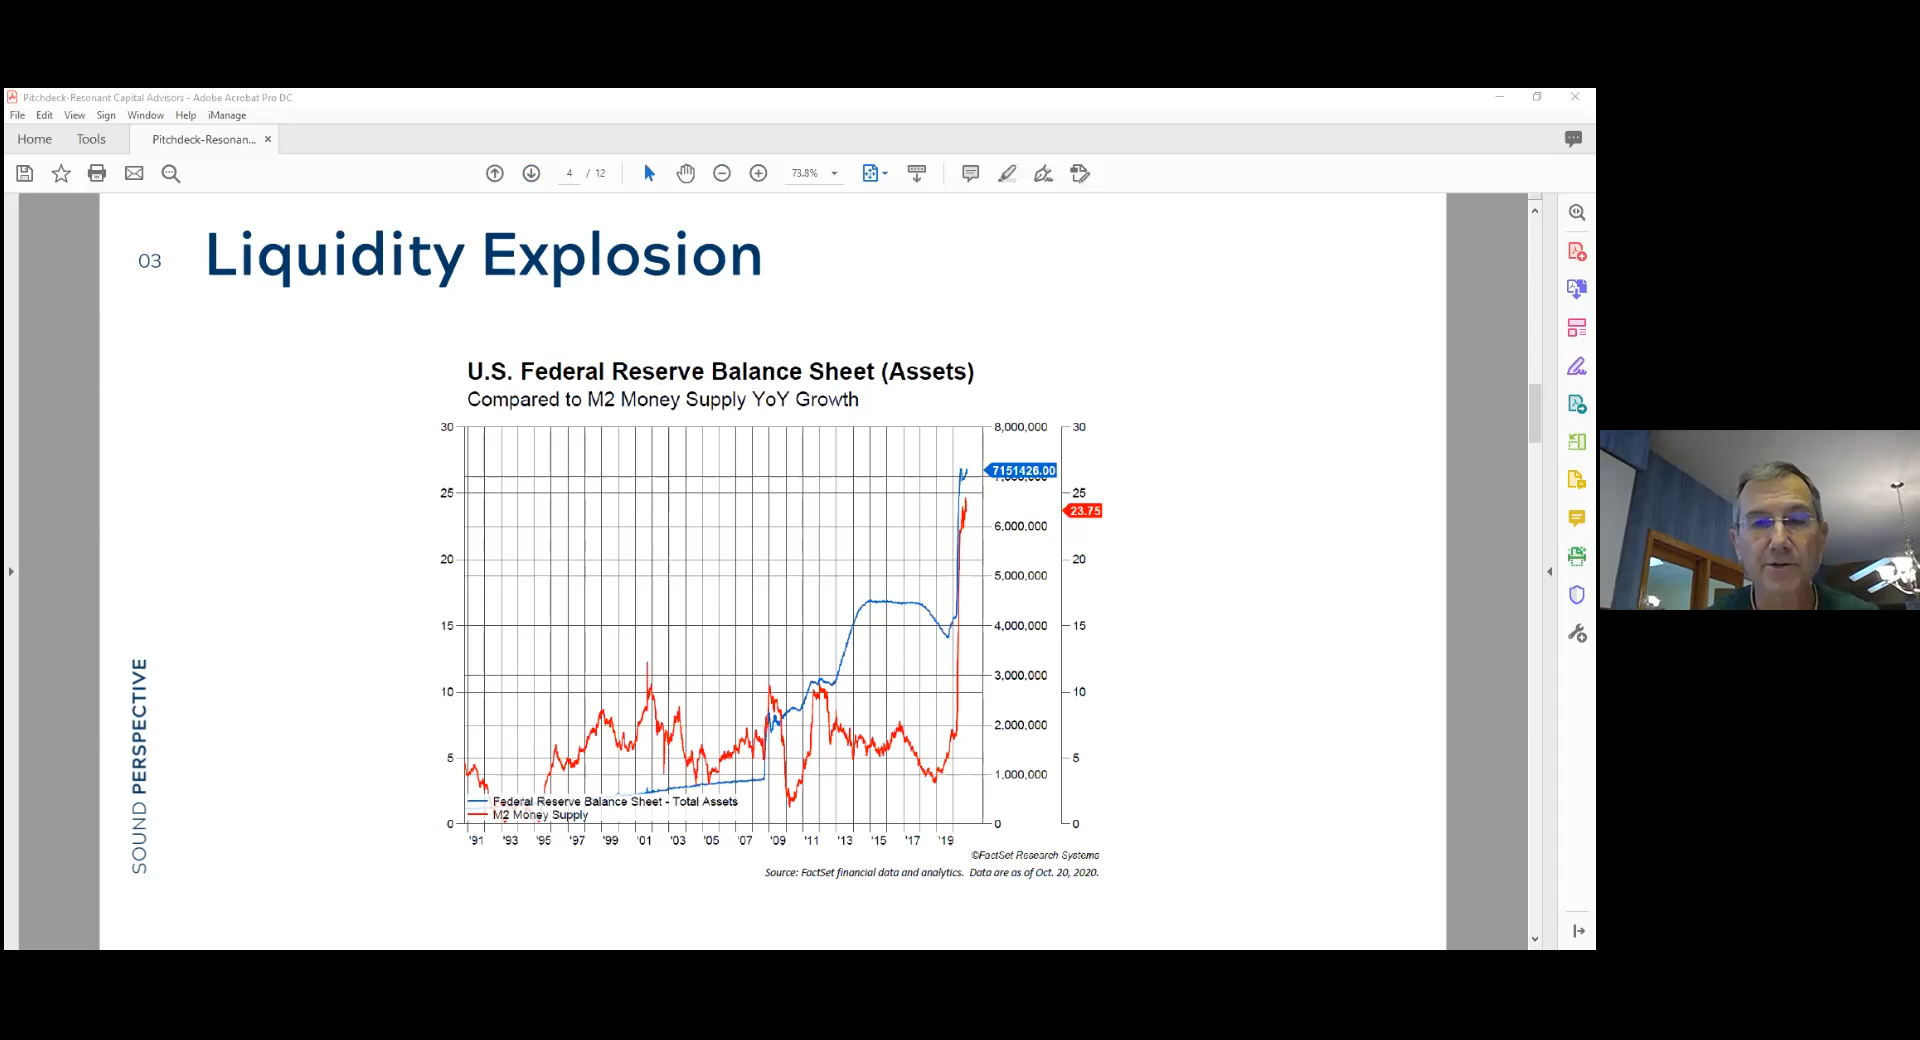 Pitchdeck-Resonant Capital Advisors - Adobe Acrobat Pro DC
File Edit View Sign Window Help iManage
Home Tools Pitchdeck-Resonan... ×
4 / 12 73.8%
03 Liquidity Explosion
SOUND PERSPECTIVE
U.S. Federal Reserve Balance Sheet (Assets)
Compared to M2 Money Supply YoY Growth
30 8,000,000 30
7151426.00
7,000,000
25 25
23.75
6,000,000
20 20
5,000,000
15 4,000,000 15
3,000,000
10 10
2,000,000
5 5
1,000,000
Federal Reserve Balance Sheet - Total Assets
M2 Money Supply
0 0 0
'91 '93 '95 '97 '99 '01 '03 '05 '07 '09 '11 '13 '15 '17 '19
©FactSet Research Systems
Source: FactSet financial data and analytics. Data are as of Oct. 20, 2020.